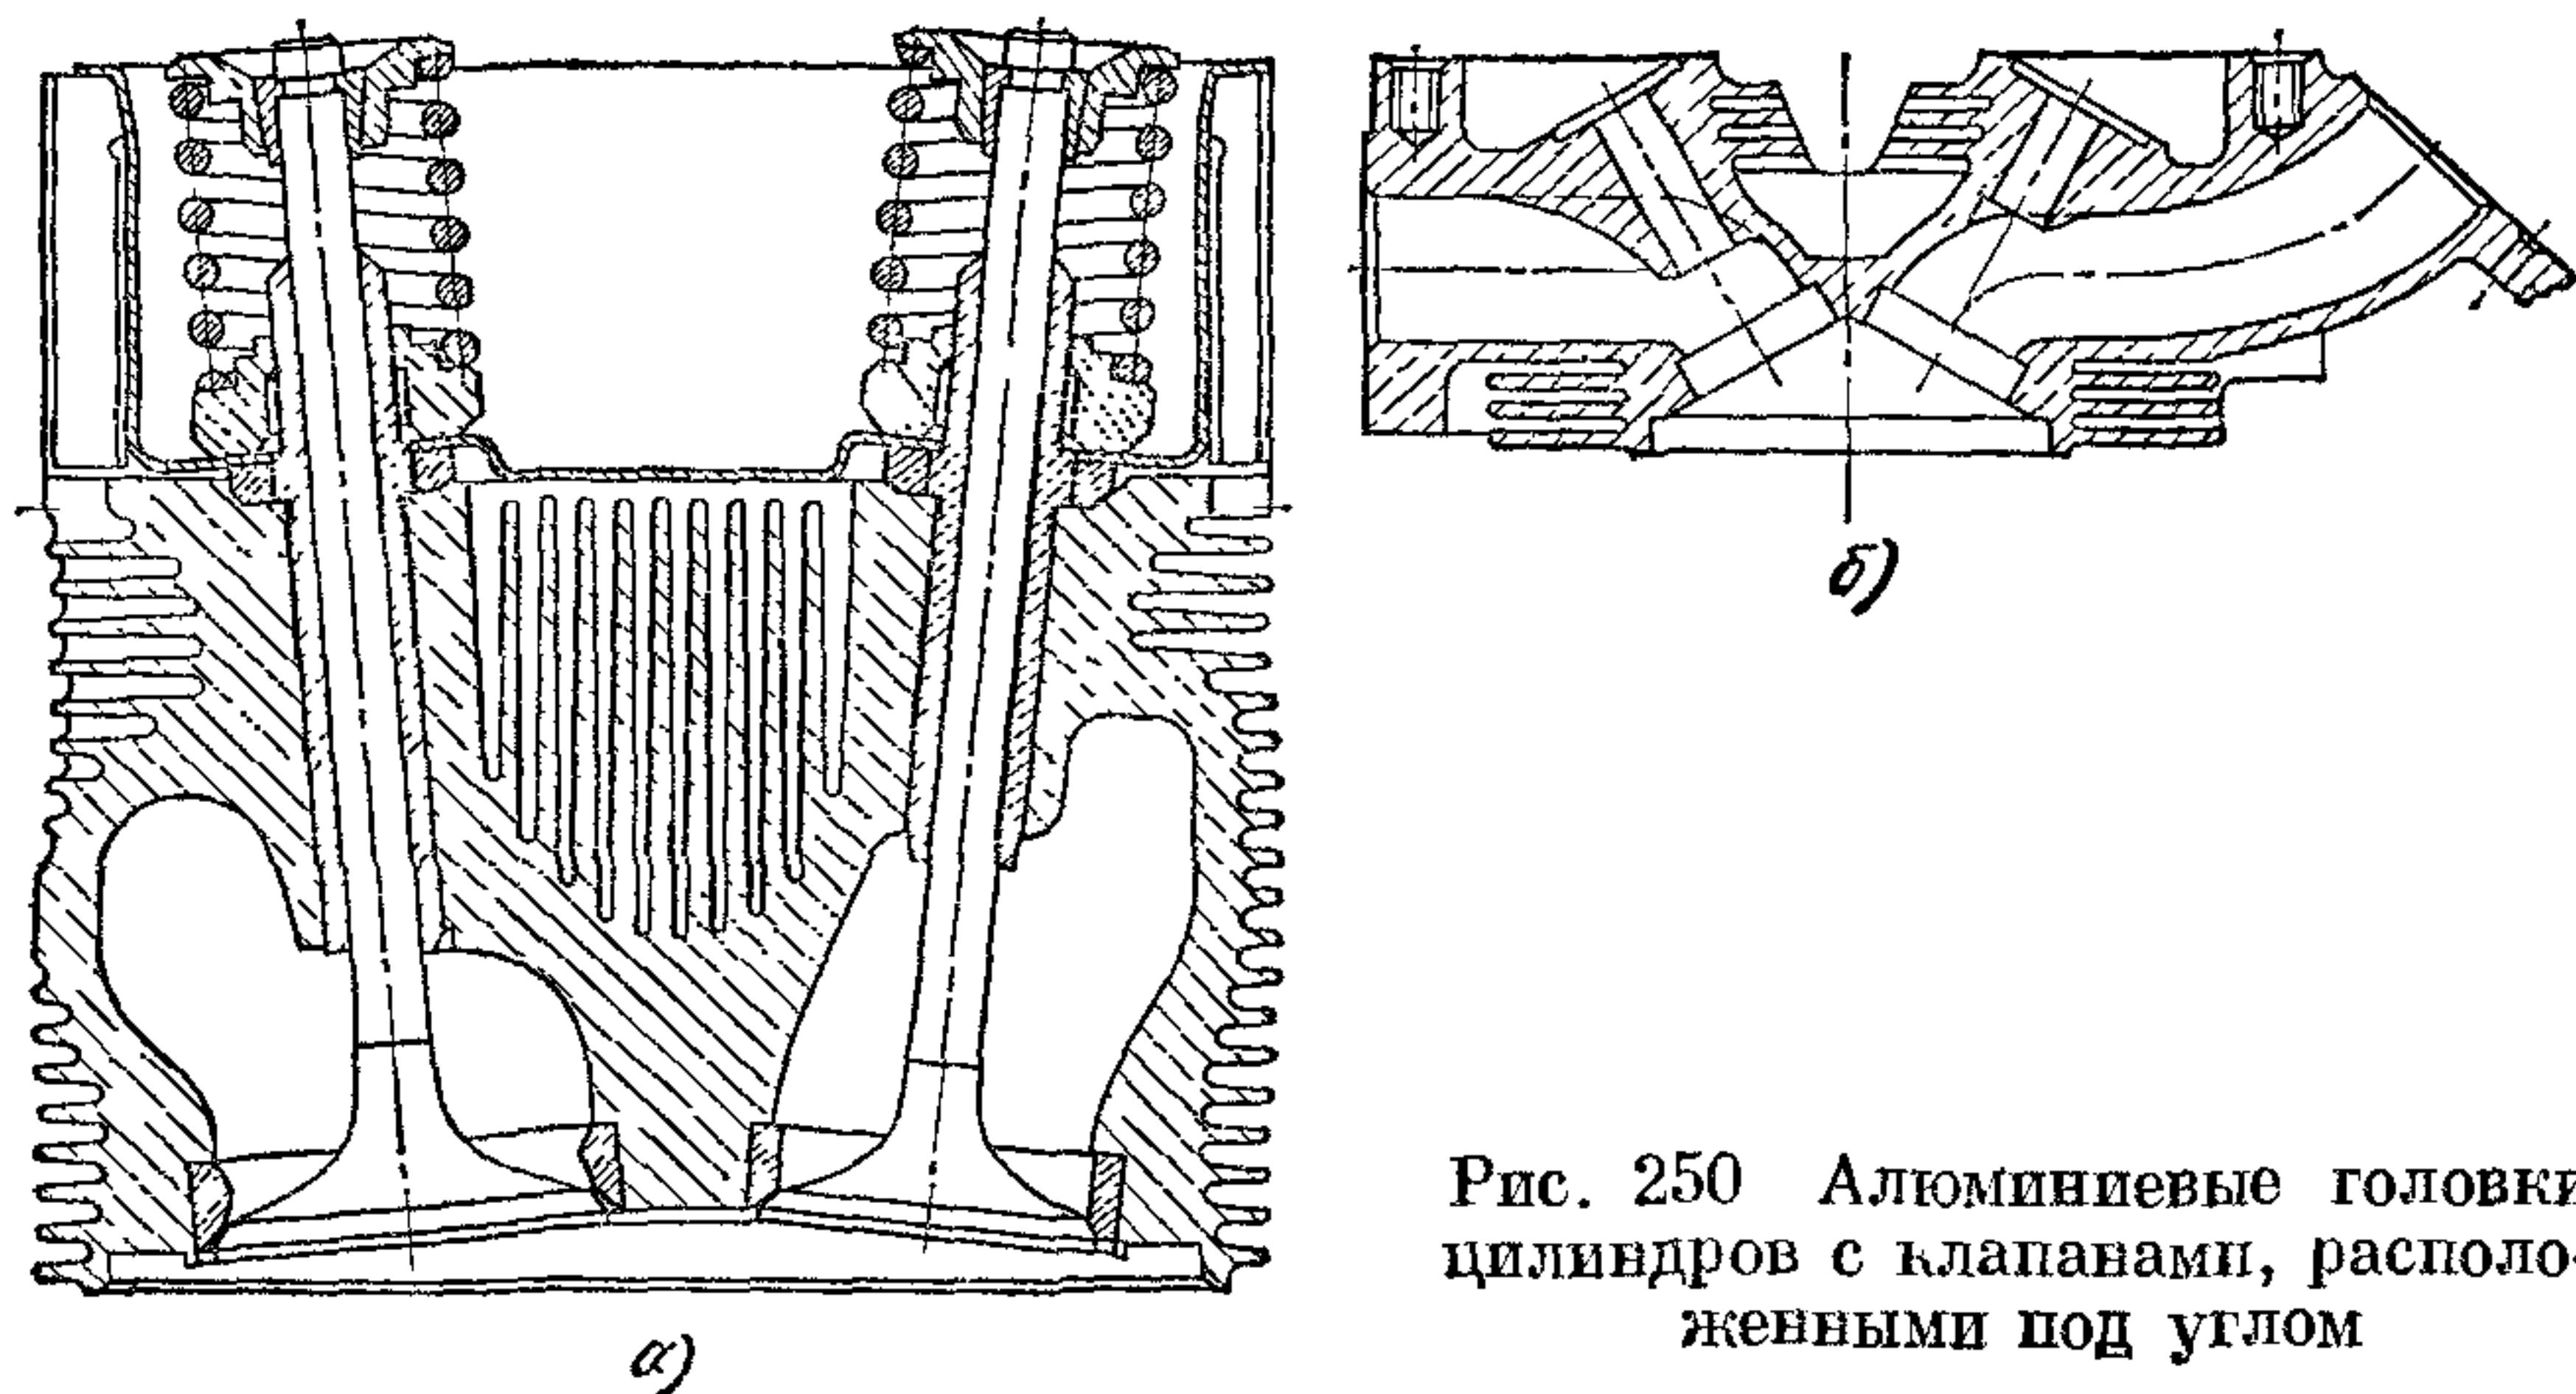 б)
а)
Рис. 250 Алюминиевые головки
цилиндров с клапанами, располо-
женными под углом